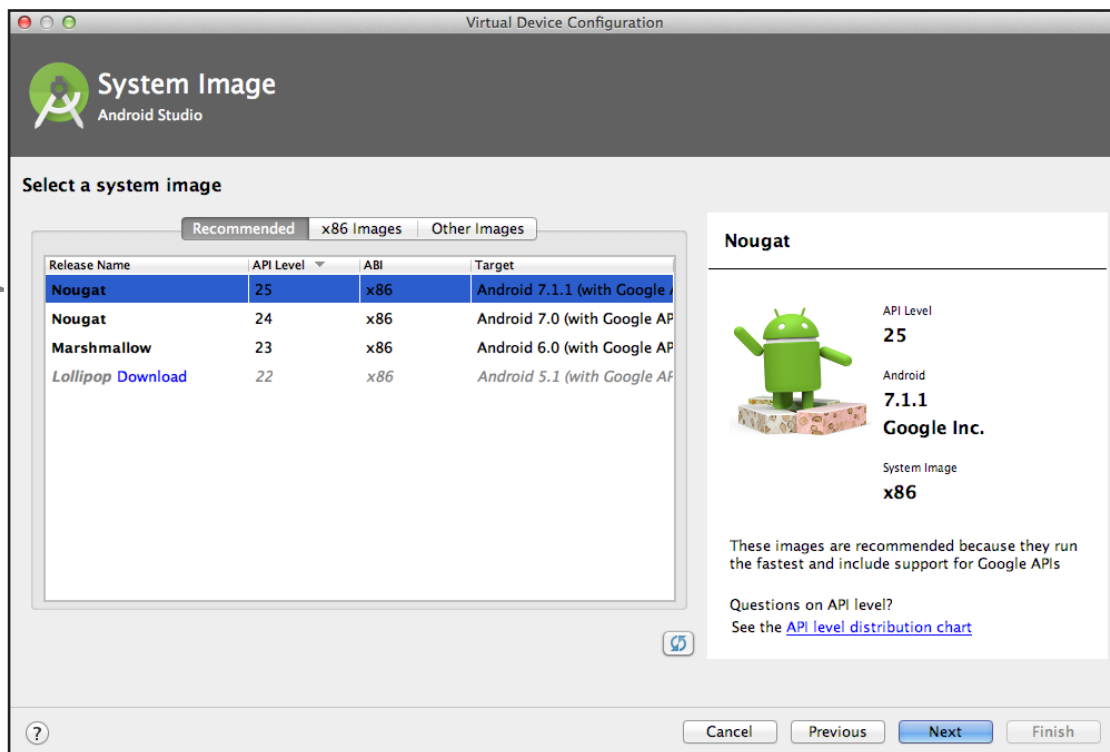 Virtual Device Configuration
System Image
Android Studio
Select a system image
Recommended x86 Images Other Images
Release Name API Level ABI Target
Nougat 25 x86 Android 7.1.1 (with Google A
Nougat 24 x86 Android 7.0 (with Google AP
Marshmallow 23 x86 Android 6.0 (with Google AP
Lollipop Download 22 x86 Android 5.1 (with Google AP
Nougat
API Level
25
Android
7.1.1
Google Inc.
System Image
x86
These images are recommended because they run
the fastest and include support for Google APIs
Questions on API level?
See the API level distribution chart
? Cancel Previous Next Finish